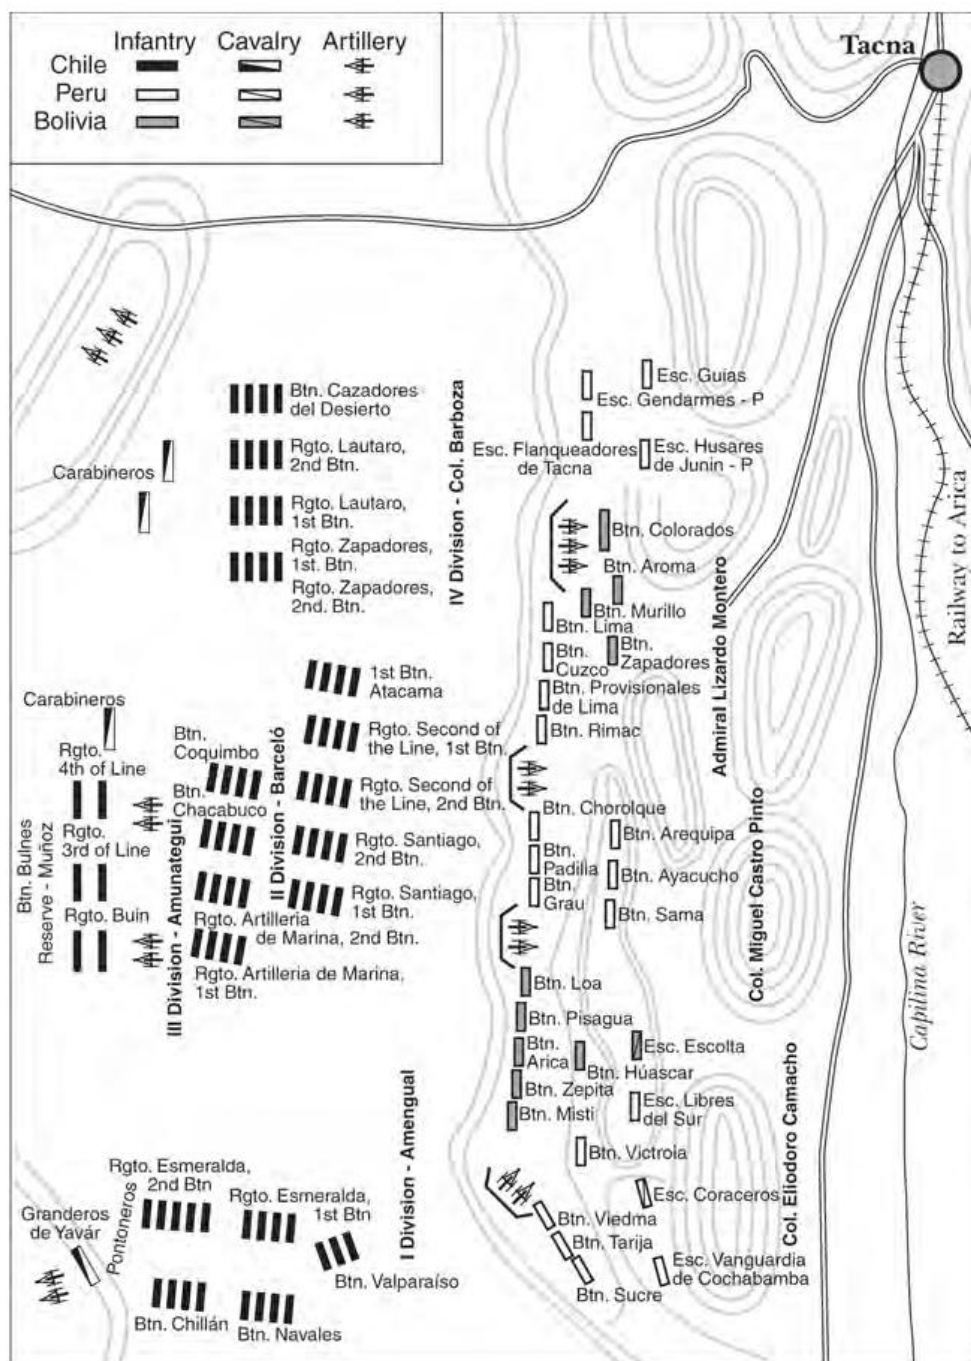 Infantry Cavalry Artillery
Chile
Peru
Bolivia
Tacna
Btn. Cazadores
del Desierto
Rgto. Lautaro,
2nd Btn.
Rgto. Lautaro,
1st Btn.
Rgto. Zapadores,
1st. Btn.
Rgto. Zapadores,
2nd. Btn.
Carabineros
IV Division - Col. Barboza
Esc. Guias
Esc. Gendarmes - P
Esc. Flanqueadores
de Tacna
Esc. Husares
de Junin - P
Btn. Colorados
Btn. Aroma
Btn. Murillo
Btn. Lima
Btn.
Zapadores
Btn.
Cuzco
Btn. Provisionales
de Lima
Btn. Rimac
Admiral Lizardo Montero
Railway to Arica
1st Btn.
Atacama
Rgto. Second of
the Line, 1st Btn.
Rgto. Second of
the Line, 2nd Btn.
Rgto. Santiago,
2nd Btn.
Rgto. Santiago,
1st Btn.
II Division - Barceló
Carabineros
Rgto.
4th of Line
Rgto.
3rd of Line
Rgto. Buin
Btn. Bulnes
Reserve - Muñoz
Btn.
Coquimbo
Btn.
Chacabuco
Rgto. Artilleria
de Marina, 2nd Btn.
Rgto. Artilleria de Marina,
1st Btn.
III Division - Amunategui
Btn. Chorolque
Btn.
Padilla
Btn.
Grau
Btn. Arequipa
Btn. Ayacucho
Btn. Sama
Col. Miguel Castro Pinto
Capilina River
Btn. Loa
Btn. Pisagua
Btn.
Arica
Btn. Zepita
Btn. Misti
Esc. Escolta
Btn. Húascar
Esc. Libres
del Sur
Btn. Victroia
Esc. Coraceros
Btn. Viedma
Btn. Tarija
Btn. Sucre
Esc. Vanguardia
de Cochabamba
Col. Eliodoro Camacho
I Division - Amengual
Rgto. Esmeralda,
2nd Btn
Rgto. Esmeralda,
1st Btn
Pontoneros
Granderos
de Yavár
Btn. Valparaíso
Btn. Chillán
Btn. Navales